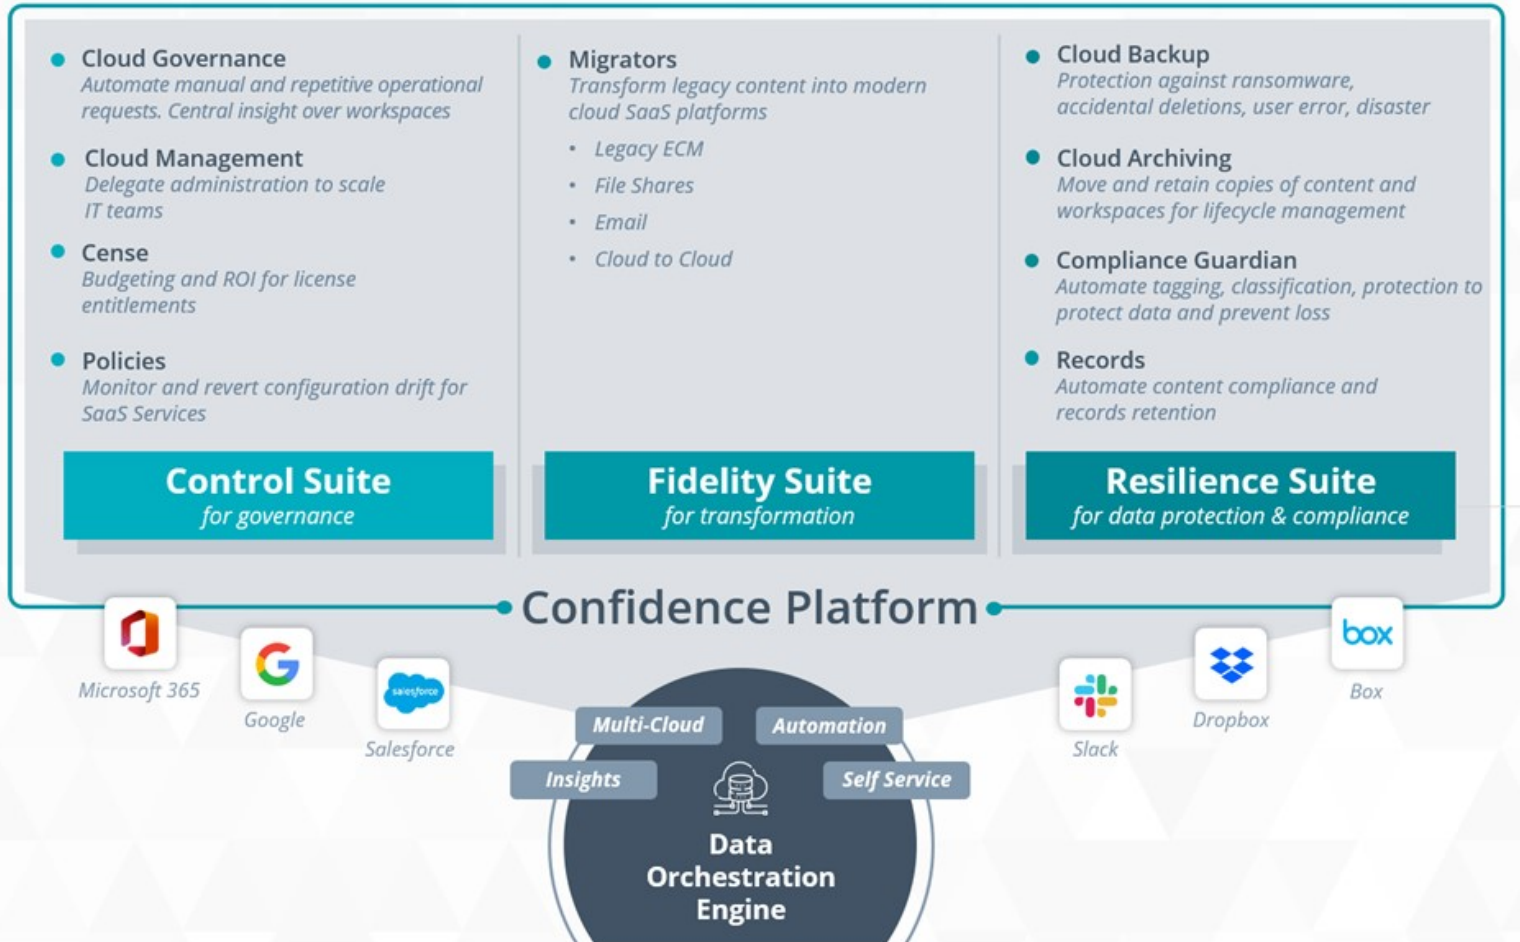 Cloud Governance
Automate manual and repetitive operational
requests. Central insight over workspaces
Cloud Management
Delegate administration to scale
IT teams
Cense
Budgeting and ROI for license
entitlements
Policies
Monitor and revert configuration drift for
SaaS Services
Control Suite
for governance
Migrators
Transform legacy content into modern
cloud SaaS platforms
• Legacy ECM
• File Shares
• Email
• Cloud to Cloud
Fidelity Suite
for transformation
Cloud Backup
Protection against ransomware,
accidental deletions, user error, disaster
Cloud Archiving
Move and retain copies of content and
workspaces for lifecycle management
Compliance Guardian
Automate tagging, classification, protection to
protect data and prevent loss
Records
Automate content compliance and
records retention
Resilience Suite
for data protection & compliance
Confidence Platform
Microsoft 365
Google
salesforce
Salesforce
Slack
Dropbox
box
Box
Multi-Cloud
Automation
Insights
Self Service
Data
Orchestration
Engine